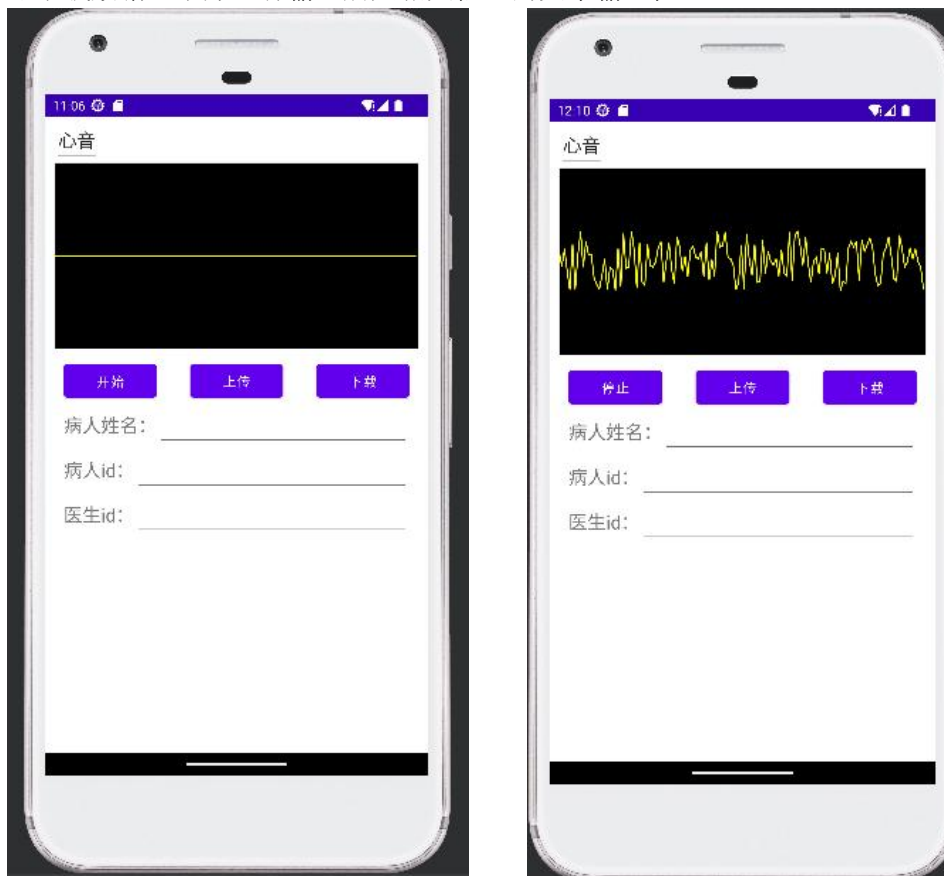 11:06
心音
开始 上传 下载
病人姓名：
病人id：
医生id：
12:10
心音
停止 上传 下载
病人姓名：
病人id：
医生id：